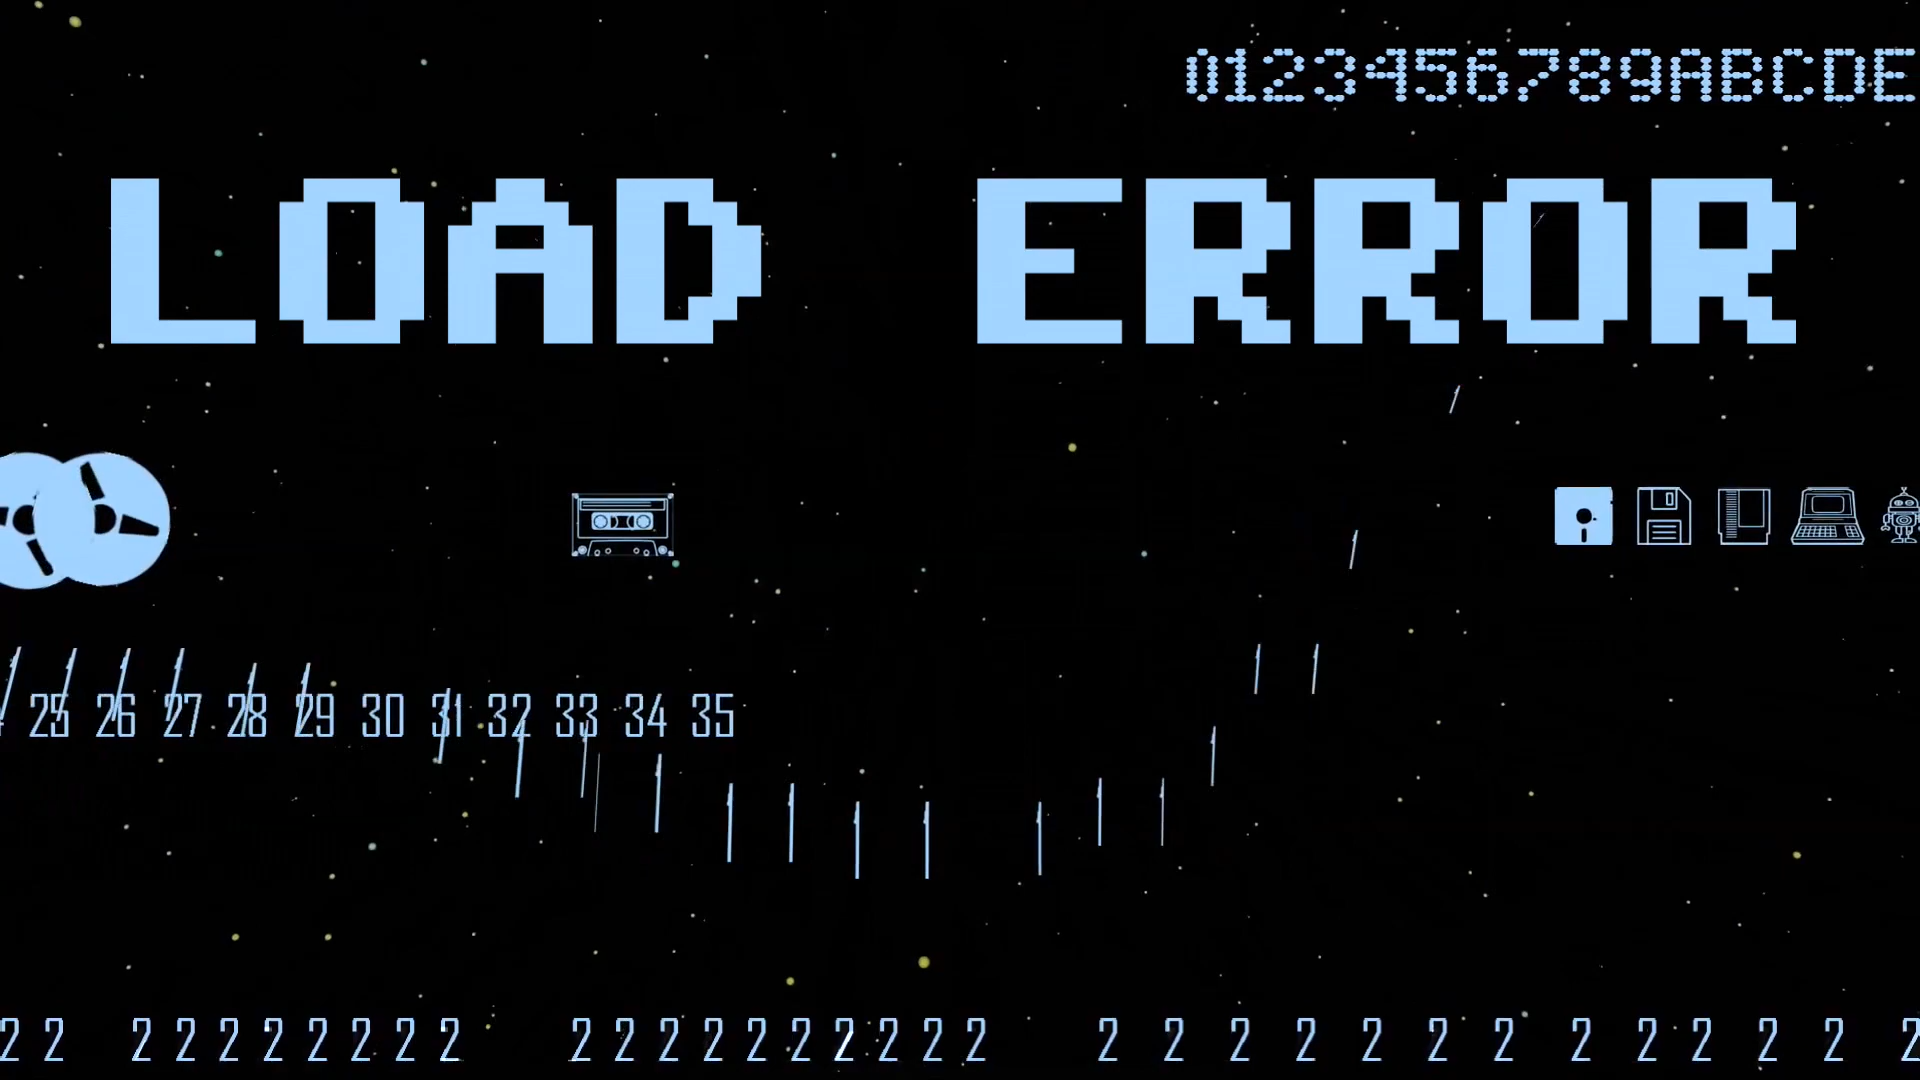 0123456789ABCDE
LOAD ERROR
25 26 27 28 29 30 31 32 33 34 35
2 2 2 2 2 2 2 2 2 2 2 2 2 2 2 2 2 2 2 2 2 2 2 2 2 2 2 2 2 2 2 2 2